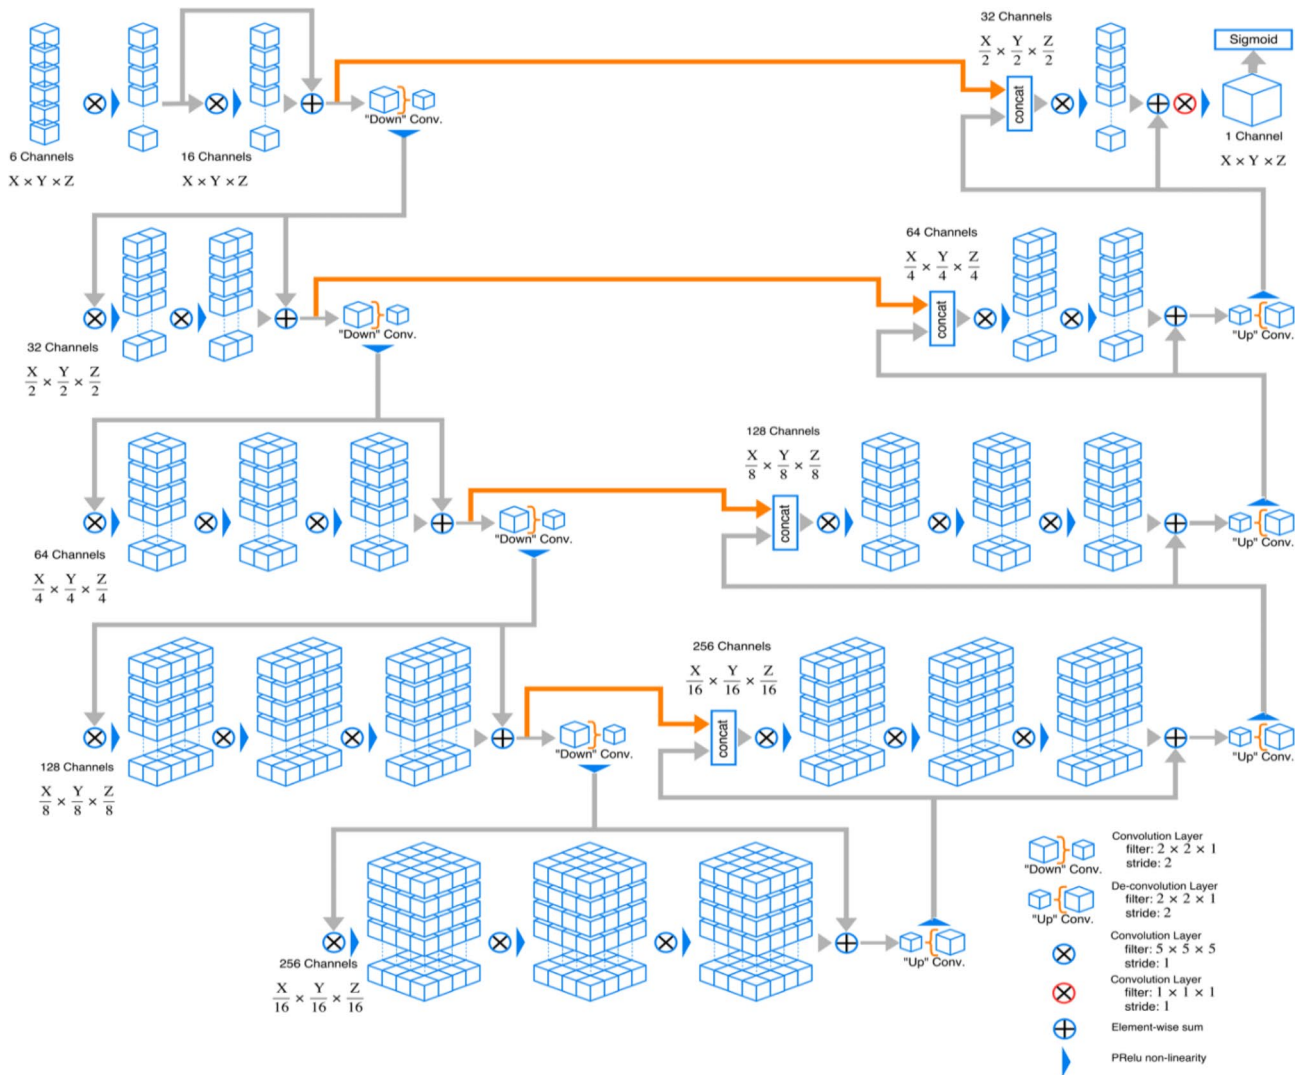 6 Channels
X × Y × Z
16 Channels
X × Y × Z
"Down" Conv.
32 Channels
X/2 × Y/2 × Z/2
concat
Sigmoid
1 Channel
X × Y × Z
32 Channels
X/2 × Y/2 × Z/2
"Down" Conv.
64 Channels
X/4 × Y/4 × Z/4
concat
"Up" Conv.
64 Channels
X/4 × Y/4 × Z/4
"Down" Conv.
128 Channels
X/8 × Y/8 × Z/8
concat
"Up" Conv.
128 Channels
X/8 × Y/8 × Z/8
"Down" Conv.
256 Channels
X/16 × Y/16 × Z/16
concat
"Up" Conv.
256 Channels
X/16 × Y/16 × Z/16
"Up" Conv.
"Down" Conv.
Convolution Layer
filter: 2 × 2 × 1
stride: 2
"Up" Conv.
De-convolution Layer
filter: 2 × 2 × 1
stride: 2
Convolution Layer
filter: 5 × 5 × 5
stride: 1
Convolution Layer
filter: 1 × 1 × 1
stride: 1
Element-wise sum
PRelu non-linearity